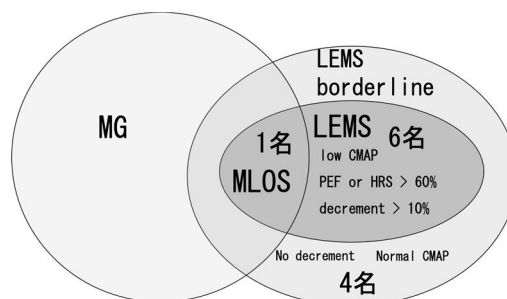 LEMS
borderline
MG
LEMS 6名
1名
low CMAP
MLOS
PEF or HRS > 60%
decrement > 10%
No decrement Normal CMAP
4名